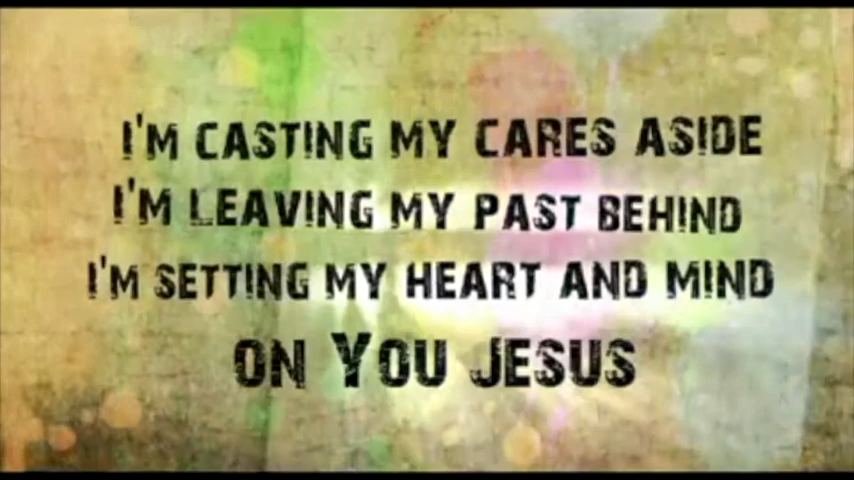 I'M CASTING MY CARES ASIDE
I'M LEAVING MY PAST BEHIND
I'M SETTING MY HEART AND MIND
ON YOU JESUS